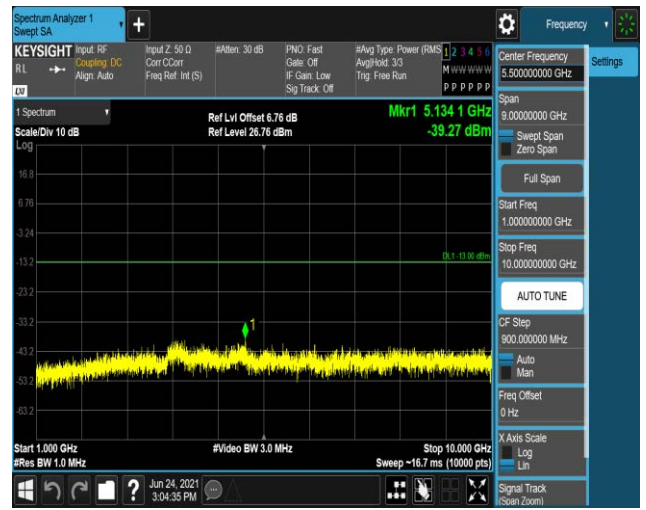 Spectrum Analyzer 1
Swept SA
Frequency
KEYSIGHT
RL
LXI
Input: RF
Coupling: DC
Align: Auto
Input Z: 50 Ω
Corr CCorr
Freq Ref: Int (S)
#Atten: 30 dB
PNO: Fast
Gate: Off
IF Gain: Low
Sig Track: Off
#Avg Type: Power (RMS
Avg|Hold: 3/3
Trig: Free Run
1 2 3 4 5 6
M W W W W W
P P P P P P
1 Spectrum
Scale/Div 10 dB
Ref Lvl Offset 6.76 dB
Ref Level 26.76 dBm
Mkr1 5.134 1 GHz
-39.27 dBm
Log
16.8
6.76
-3.24
-13.2
-23.2
-33.2
-43.2
-53.2
-63.2
DL1 -13.00 dBm
1
Start 1.000 GHz
#Res BW 1.0 MHz
#Video BW 3.0 MHz
Stop 10.000 GHz
Sweep ~16.7 ms (10000 pts)
Jun 24, 2021
3:04:35 PM
Center Frequency
5.500000000 GHz
Settings
Span
9.00000000 GHz
Swept Span
Zero Span
Full Span
Start Freq
1.000000000 GHz
Stop Freq
10.000000000 GHz
AUTO TUNE
CF Step
900.000000 MHz
Auto
Man
Freq Offset
0 Hz
X Axis Scale
Log
Lin
Signal Track
(Span Zoom)